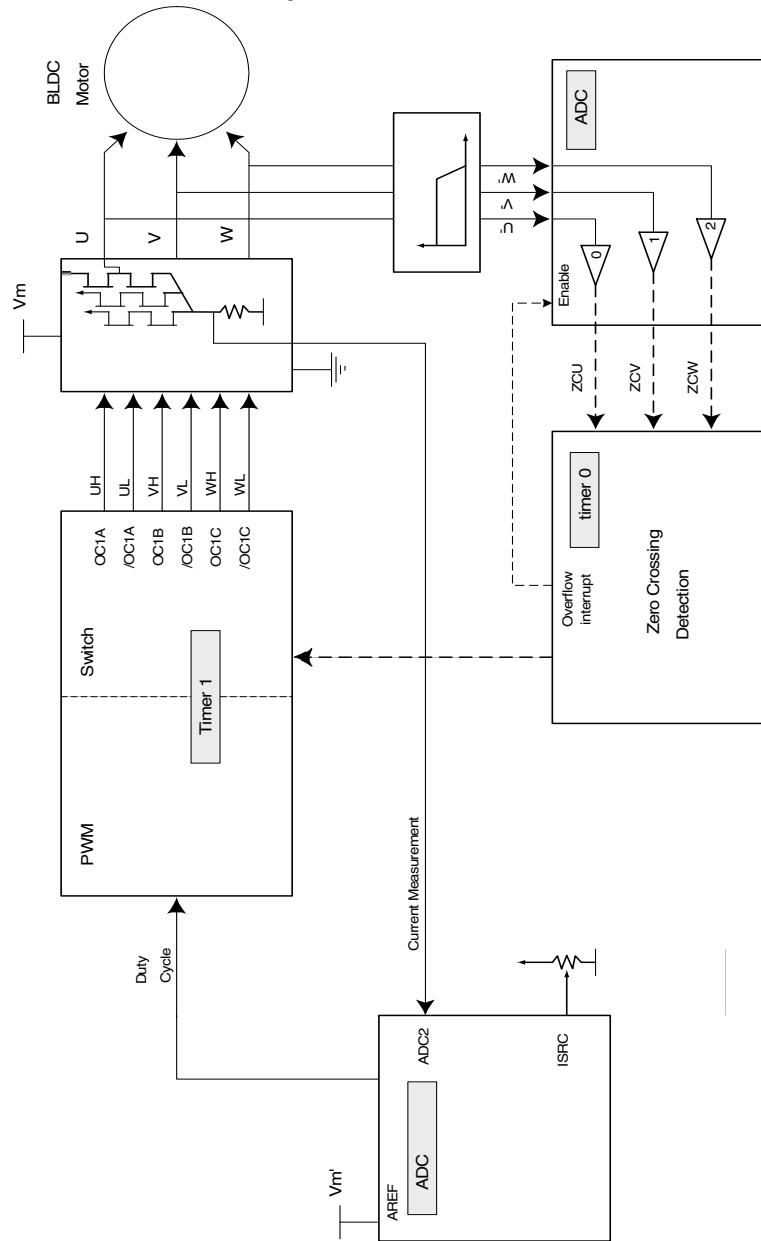 BLDC
Motor
U
V
W
Vm
UH
UL
VH
VL
WH
WL
OC1A
/OC1A
OC1B
/OC1B
OC1C
/OC1C
PWM
Switch
Timer 1
Duty
Cycle
Current Measurement
Vm'
AREF
ADC
ADC2
ISRC
U'
V'
W'
ADC
Enable
0
1
2
ZCU
ZCV
ZCW
timer 0
Overflow
interrupt
Zero Crossing
Detection